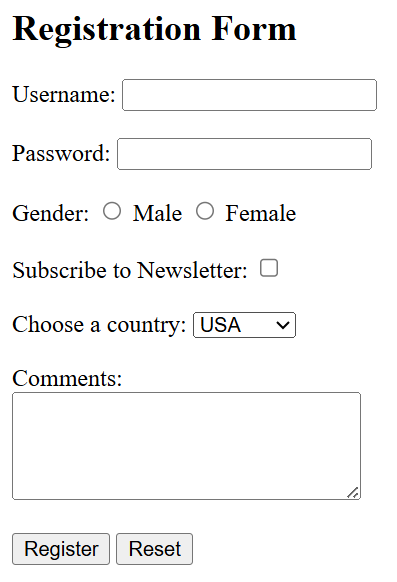 Registration Form
Username:
Password:
Gender: Male Female
Subscribe to Newsletter:
Choose a country: USA
Comments:
Register Reset